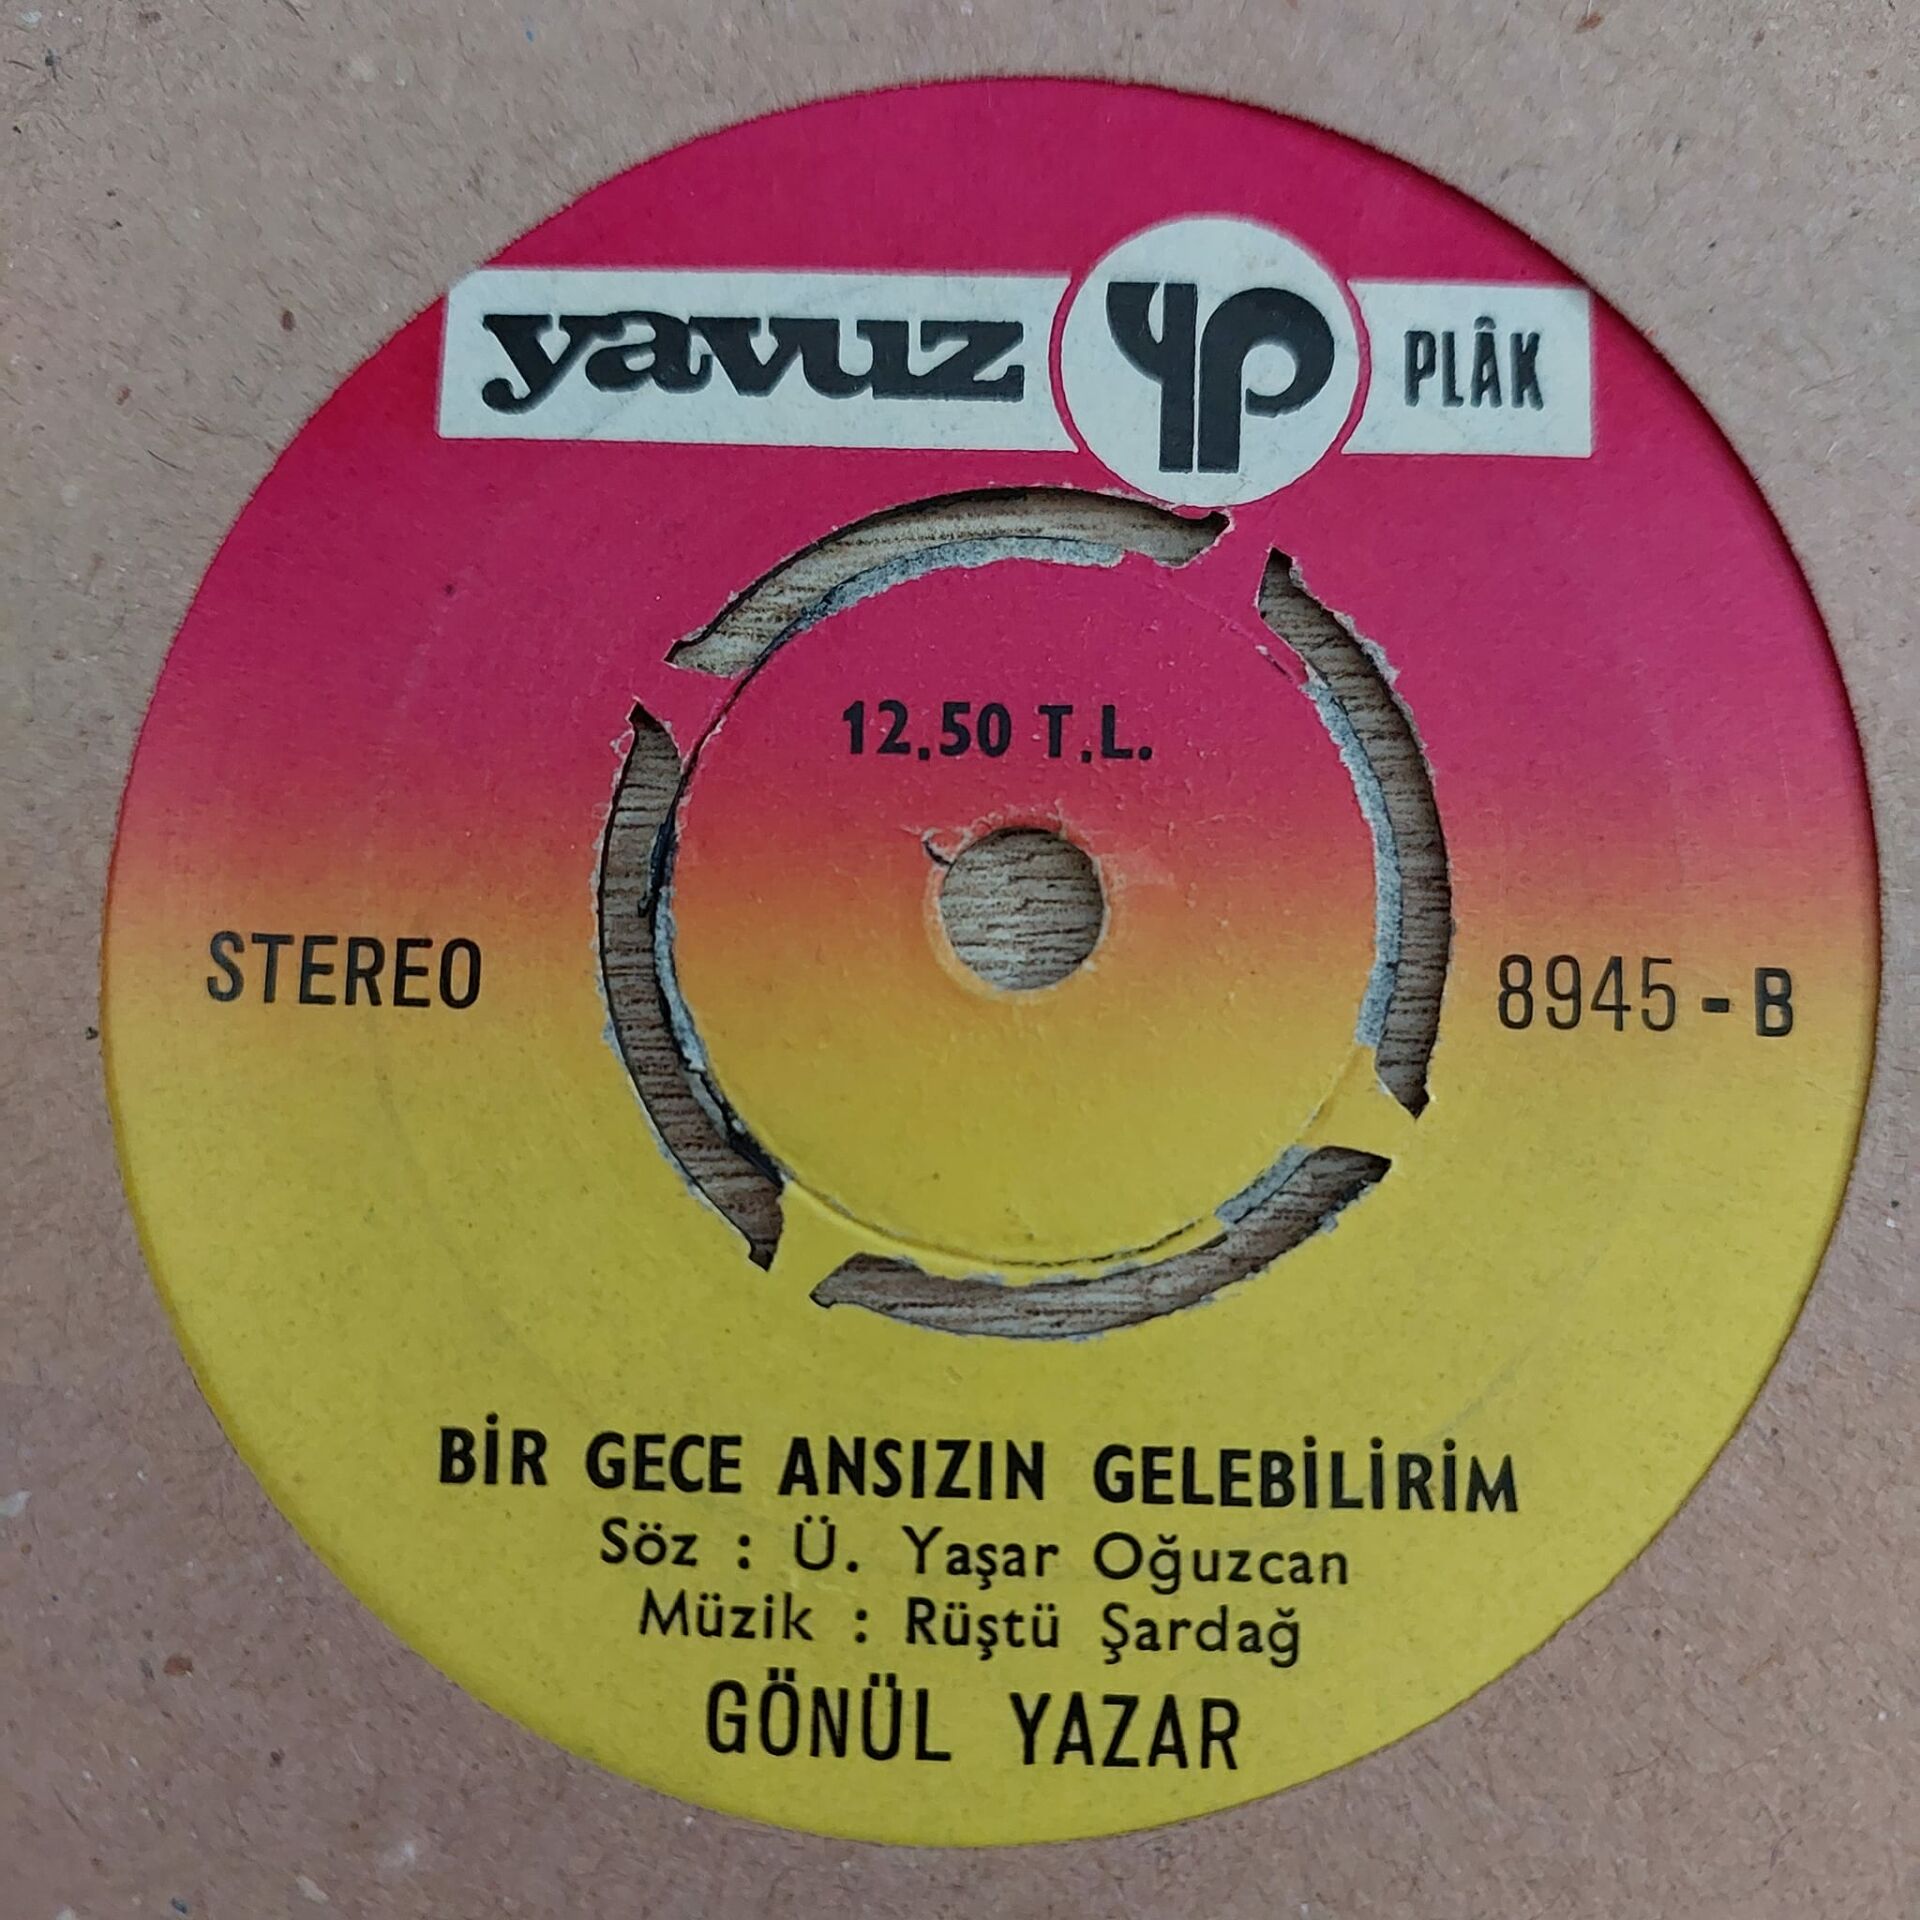 yavuz yp PLÂK
12.50 T.L.
STEREO
8945 - B
BİR GECE ANSIZIN GELEBİLİRİM
Söz : Ü. Yaşar Oğuzcan
Müzik : Rüştü Şardağ
GÖNÜL YAZAR